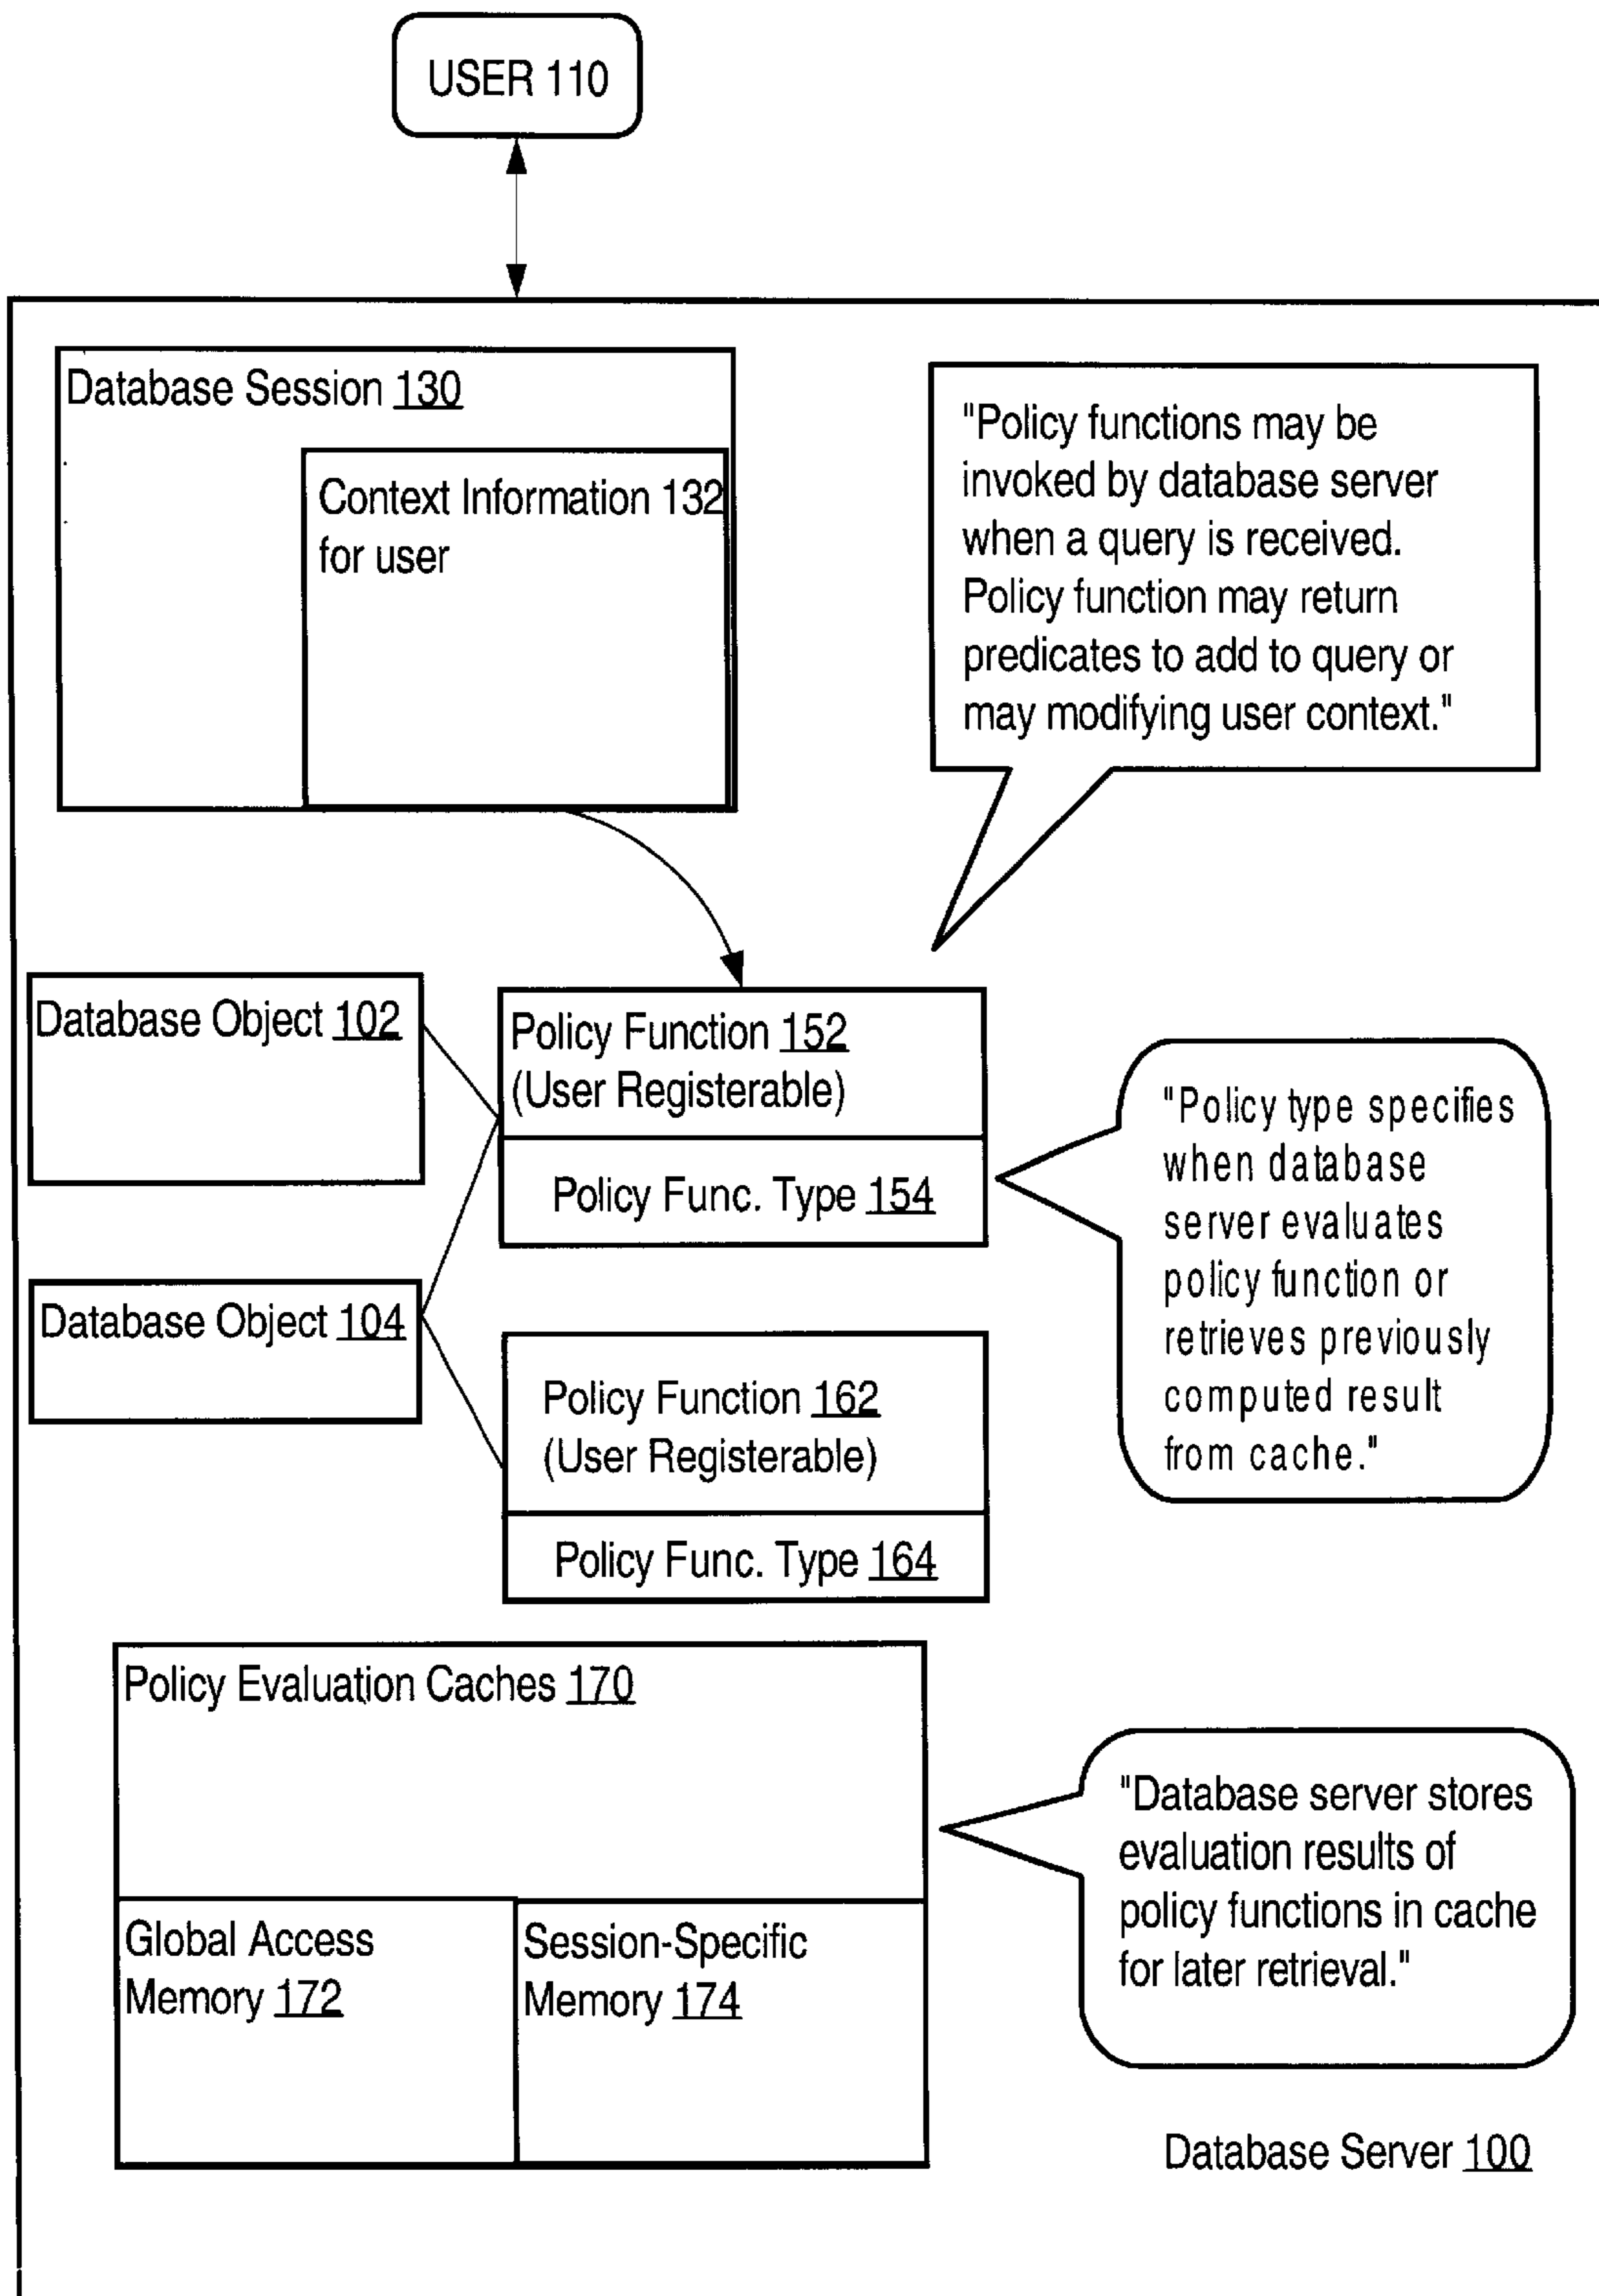 USER 110
Database Session 130
Context Information 132
for user
"Policy functions may be
invoked by database server
when a query is received.
Policy function may return
predicates to add to query or
may modifying user context."
Database Object 102
Policy Function 152
(User Registerable)
Policy Func. Type 154
"Policy type specifies
when database
server evaluates
policy function or
retrieves previously
computed result
from cache."
Database Object 104
Policy Function 162
(User Registerable)
Policy Func. Type 164
Policy Evaluation Caches 170
Global Access
Memory 172
Session-Specific
Memory 174
"Database server stores
evaluation results of
policy functions in cache
for later retrieval."
Database Server 100